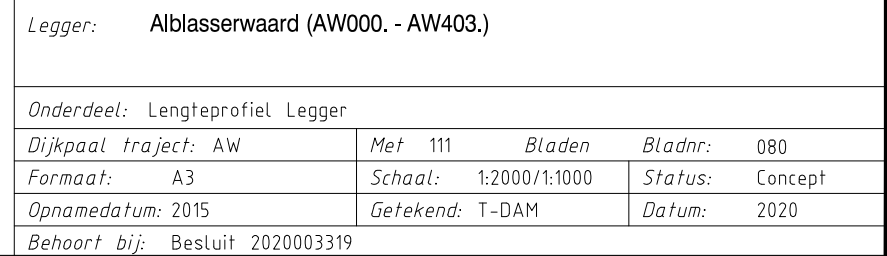 Legger: Alblasserwaard (AW000. - AW403.)
Onderdeel: Lengteprofiel Legger
Dijkpaal traject: AW Met 111 Bladen Bladnr: 080
Formaat: A3 Schaal: 1:2000/1:1000 Status: Concept
Opnamedatum: 2015 Getekend: T-DAM Datum: 2020
Behoort bij: Besluit 2020003319